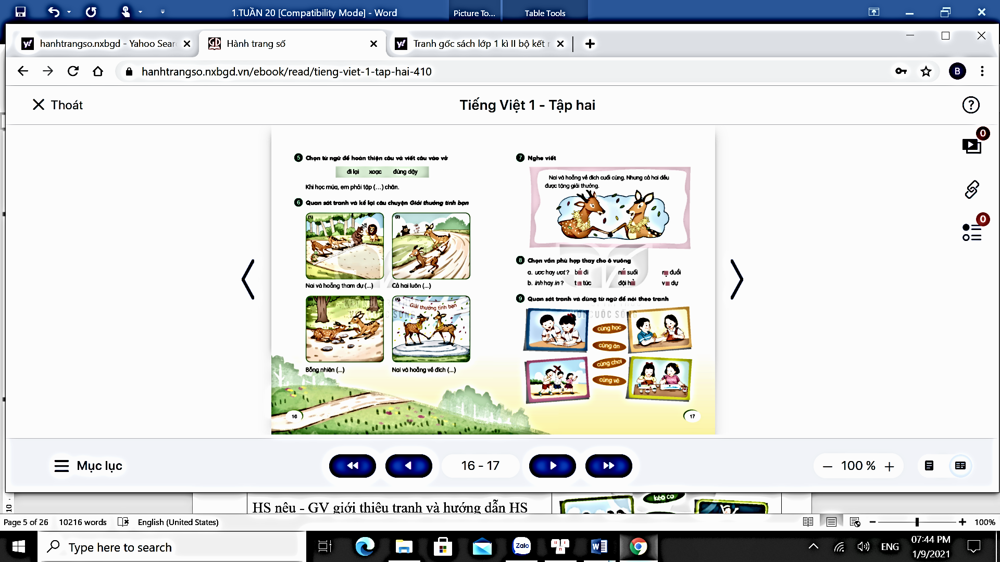 1.TUẦN 20 [Compatibility Mode] - Word
Picture To...
Table Tools
hanhtrangso.nxbgd - Yahoo Sear
Hành trang số
Tranh gốc sách lớp 1 kì II bộ kết r
hanhtrangso.nxbgd.vn/ebook/read/tieng-viet-1-tap-hai-410
B
Thoát
Tiếng Việt 1 - Tập hai
0
0
5 Chọn từ ngữ để hoàn thiện câu và viết câu vào vở
đi lại xoạc đứng dậy
Khi học múa, em phải tập (...) chân.
6 Quan sát tranh và kể lại câu chuyện Giải thưởng tình bạn
(1)
(2)
Nai và hoẵng tham dự (...)
Cả hai luôn (...)
(3)
(4)
Giải thưởng tình bạn
Bỗng nhiên (...)
Nai và hoẵng về đích (...)
16
7 Nghe viết
Nai và hoẵng về đích cuối cùng. Nhưng cả hai đều
được tặng giải thưởng.
8 Chọn vần phù hợp thay cho ô vuông
a. ươc hay ươt ? b đi n suối r đuổi
b. inh hay in ? t tức đội h v dự
9 Quan sát tranh và dùng từ ngữ để nói theo tranh
CUỘC SỐNG
cùng học
cùng ăn
cùng chơi
cùng vẽ
17
Mục lục
16 - 17
100 %
10
HS nêu - GV giới thiệu tranh và hướng dẫn HS
kéo co
Page 5 of 26 10216 words English (United States)
100%
Type here to search
Zalo
ENG
07:44 PM
1/9/2021